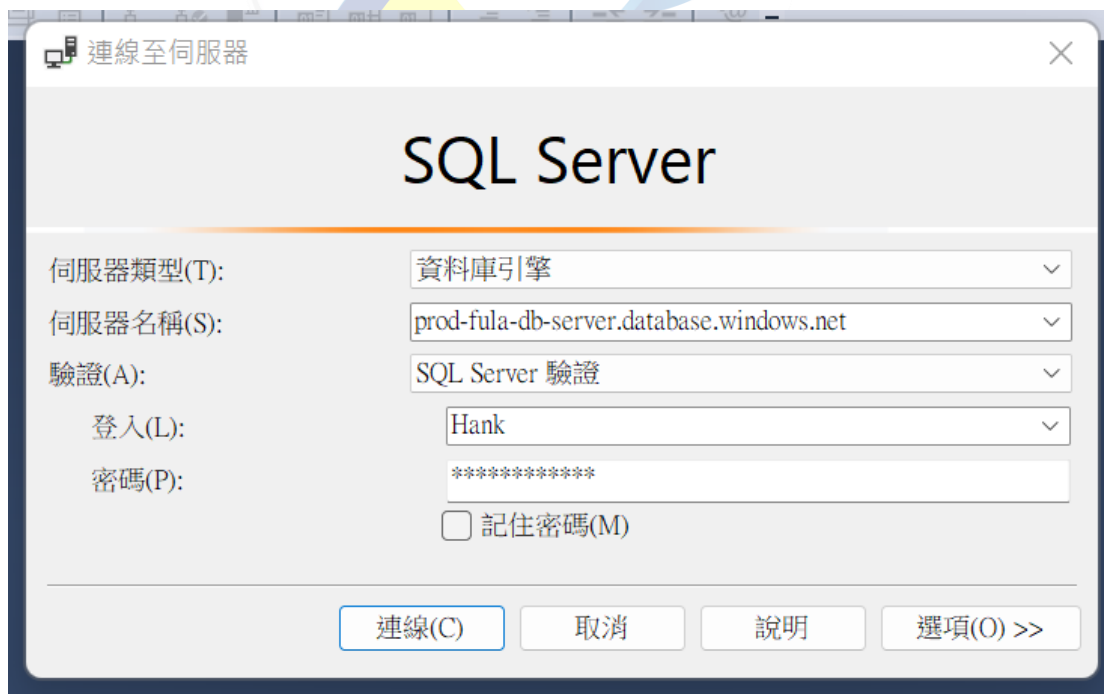 連線至伺服器
SQL Server
伺服器類型(T): 資料庫引擎
伺服器名稱(S): prod-fula-db-server.database.windows.net
驗證(A): SQL Server 驗證
登入(L): Hank
密碼(P): ************
記住密碼(M)
連線(C) 取消 說明 選項(O) >>